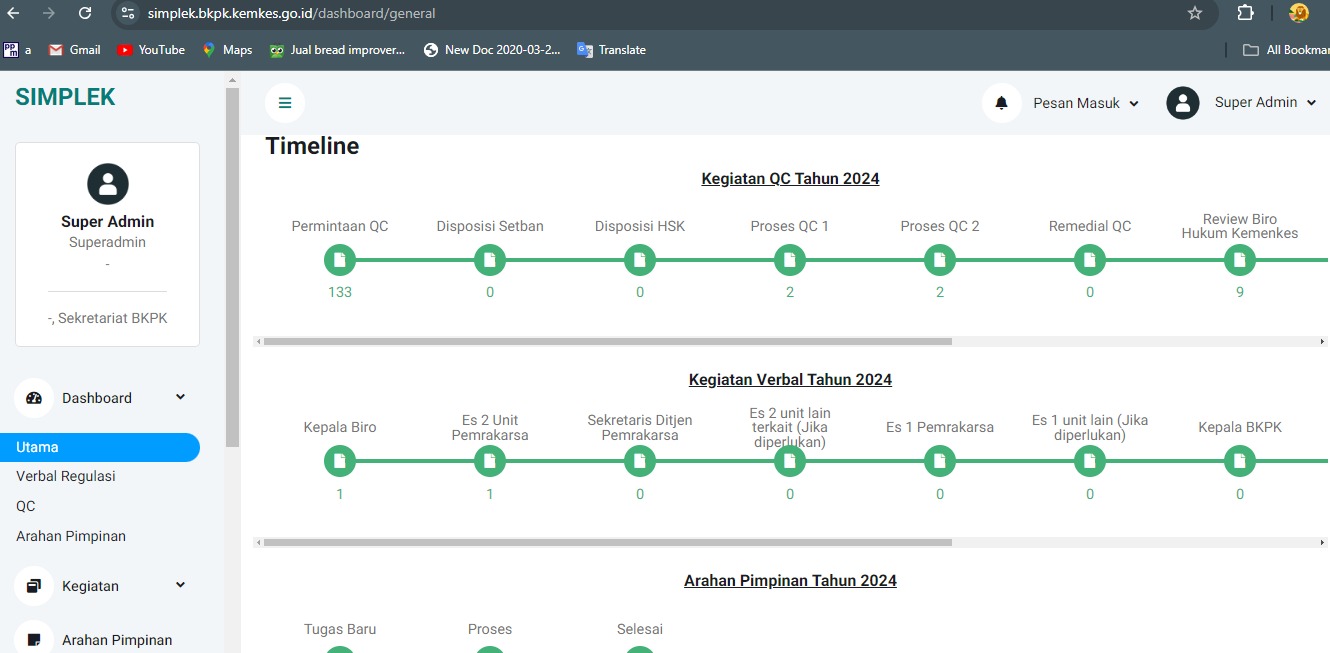 simplek.bkpk.kemkes.go.id/dashboard/general
a
Gmail
YouTube
Maps
Jual bread improver...
New Doc 2020-03-2...
Translate
All Bookmar
SIMPLEK
Pesan Masuk
Super Admin
Super Admin
Superadmin
-
-, Sekretariat BKPK
Dashboard
Utama
Verbal Regulasi
QC
Arahan Pimpinan
Kegiatan
Arahan Pimpinan
Timeline
Kegiatan QC Tahun 2024
Permintaan QC
Disposisi Setban
Disposisi HSK
Proses QC 1
Proses QC 2
Remedial QC
Review Biro
Hukum Kemenkes
133
0
0
2
2
0
9
Kegiatan Verbal Tahun 2024
Kepala Biro
Es 2 Unit
Pemrakarsa
Sekretaris Ditjen
Pemrakarsa
Es 2 unit lain
terkait (Jika
diperlukan)
Es 1 Pemrakarsa
Es 1 unit lain (Jika
diperlukan)
Kepala BKPK
1
1
0
0
0
0
0
Arahan Pimpinan Tahun 2024
Tugas Baru
Proses
Selesai